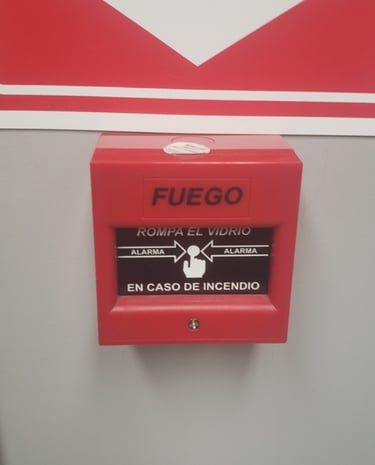 FUEGO
ROMPA EL VIDRIO
ALARMA ALARMA
EN CASO DE INCENDIO